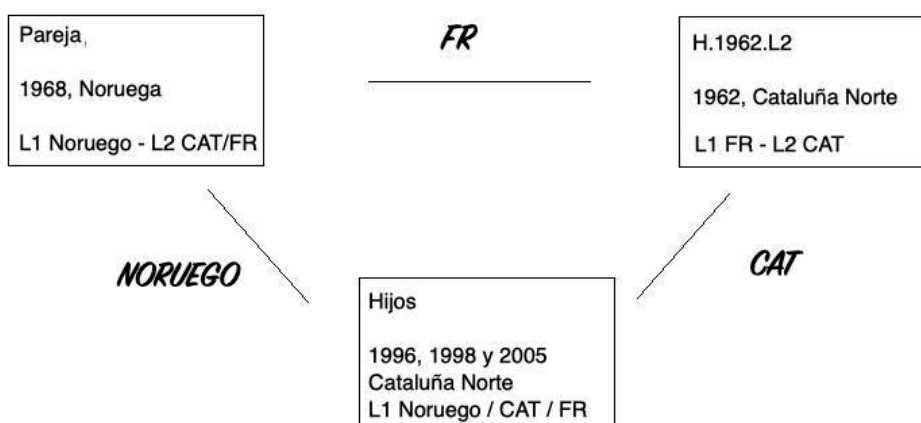 Pareja
1968, Noruega
L1 Noruego - L2 CAT/FR
FR
H.1962.L2
1962, Cataluña Norte
L1 FR - L2 CAT
NORUEGO
CAT
Hijos
1996, 1998 y 2005
Cataluña Norte
L1 Noruego / CAT / FR